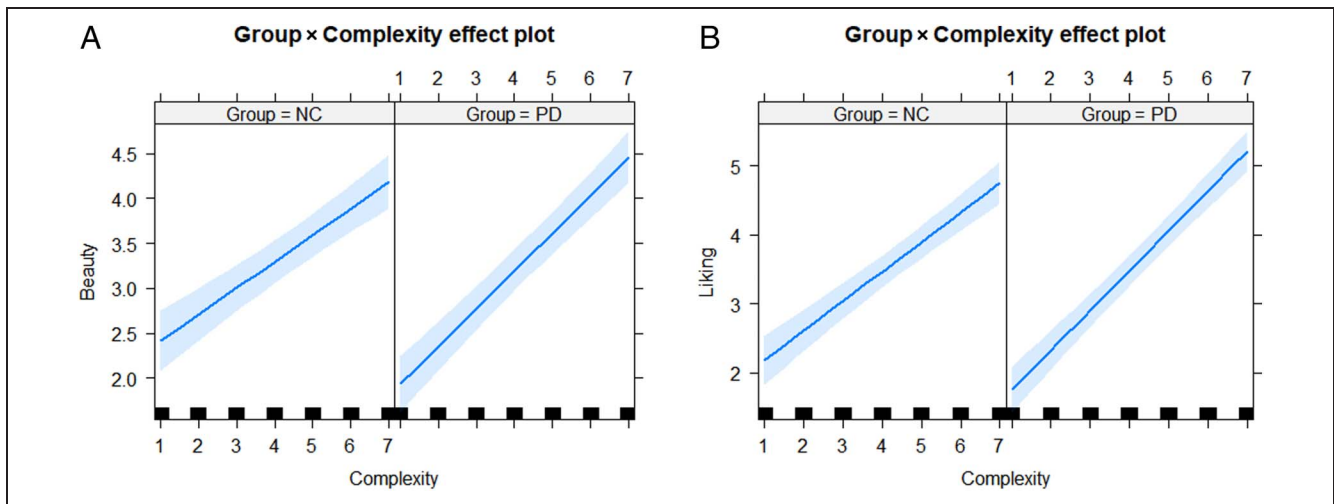 A
Group × Complexity effect plot
1 2 3 4 5 6 7
Group = NC
Group = PD
4.5
4.0
3.5
3.0
2.5
2.0
Beauty
1 2 3 4 5 6 7
Complexity
B
Group × Complexity effect plot
1 2 3 4 5 6 7
Group = NC
Group = PD
5
4
3
2
Liking
1 2 3 4 5 6 7
Complexity